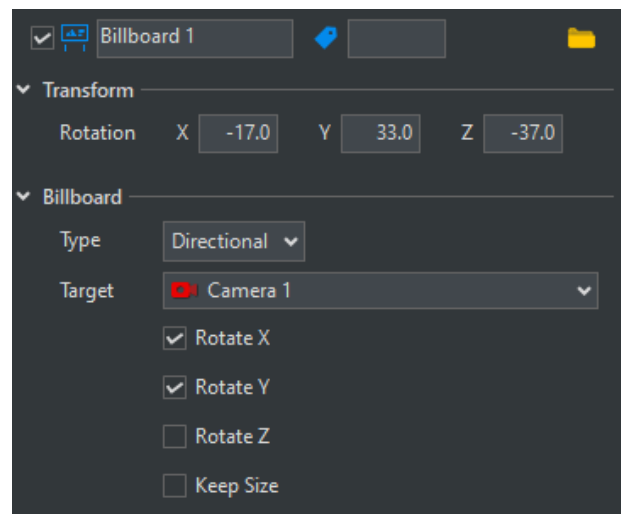 Billboard 1
Transform
Rotation X -17.0 Y 33.0 Z -37.0
Billboard
Type Directional
Target Camera 1
Rotate X
Rotate Y
Rotate Z
Keep Size